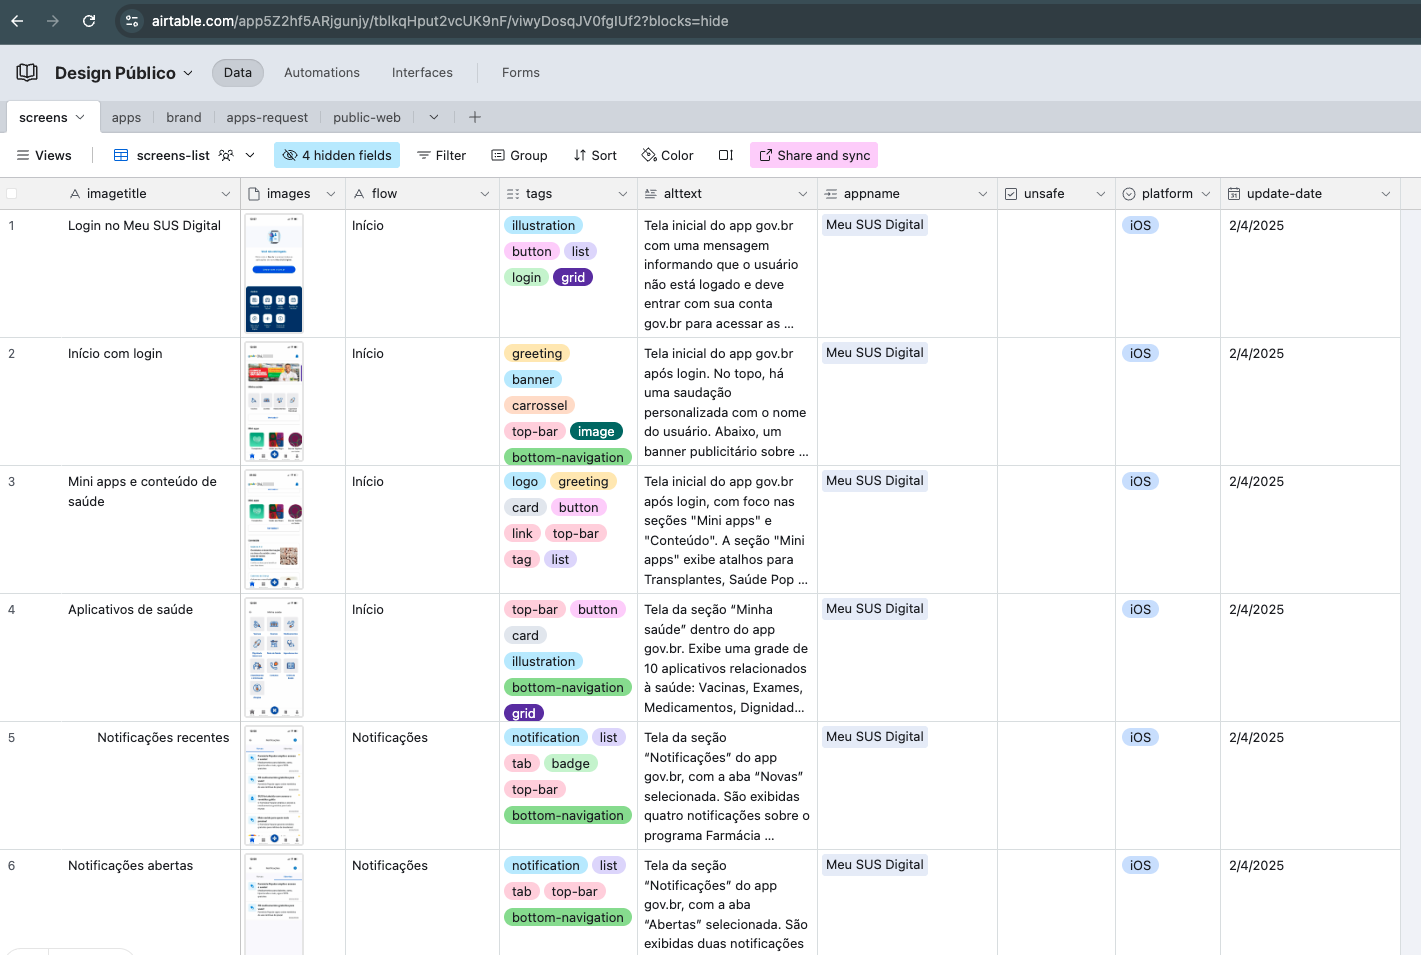 airtable.com/app5Z2hf5ARjgunjy/tblkqHput2vcUK9nF/viwyDosqJV0fglUf2?blocks=hide
Design Público
Data
Automations
Interfaces
Forms
screens
apps
brand
apps-request
public-web
Views
screens-list
4 hidden fields
Filter
Group
Sort
Color
Share and sync
imagetitle
images
flow
tags
alttext
appname
unsafe
platform
update-date
1
Login no Meu SUS Digital
Início
illustration
button list
login grid
Tela inicial do app gov.br
com uma mensagem
informando que o usuário
não está logado e deve
entrar com sua conta
gov.br para acessar as ...
Meu SUS Digital
iOS
2/4/2025
2
Início com login
Início
greeting
banner
carrossel
top-bar image
bottom-navigation
Tela inicial do app gov.br
após login. No topo, há
uma saudação
personalizada com o nome
do usuário. Abaixo, um
banner publicitário sobre ...
Meu SUS Digital
iOS
2/4/2025
3
Mini apps e conteúdo de
saúde
Início
logo greeting
card button
link top-bar
tag list
Tela inicial do app gov.br
após login, com foco nas
seções "Mini apps" e
"Conteúdo". A seção "Mini
apps" exibe atalhos para
Transplantes, Saúde Pop ...
Meu SUS Digital
iOS
2/4/2025
4
Aplicativos de saúde
Início
top-bar button
card
illustration
bottom-navigation
grid
Tela da seção “Minha
saúde” dentro do app
gov.br. Exibe uma grade de
10 aplicativos relacionados
à saúde: Vacinas, Exames,
Medicamentos, Dignidad...
Meu SUS Digital
iOS
2/4/2025
5
Notificações recentes
Notificações
notification list
tab badge
top-bar
bottom-navigation
Tela da seção
“Notificações” do app
gov.br, com a aba “Novas”
selecionada. São exibidas
quatro notificações sobre o
programa Farmácia ...
Meu SUS Digital
iOS
2/4/2025
6
Notificações abertas
Notificações
notification list
tab top-bar
bottom-navigation
Tela da seção
“Notificações” do app
gov.br, com a aba
“Abertas” selecionada. São
exibidas duas notificações
Meu SUS Digital
iOS
2/4/2025